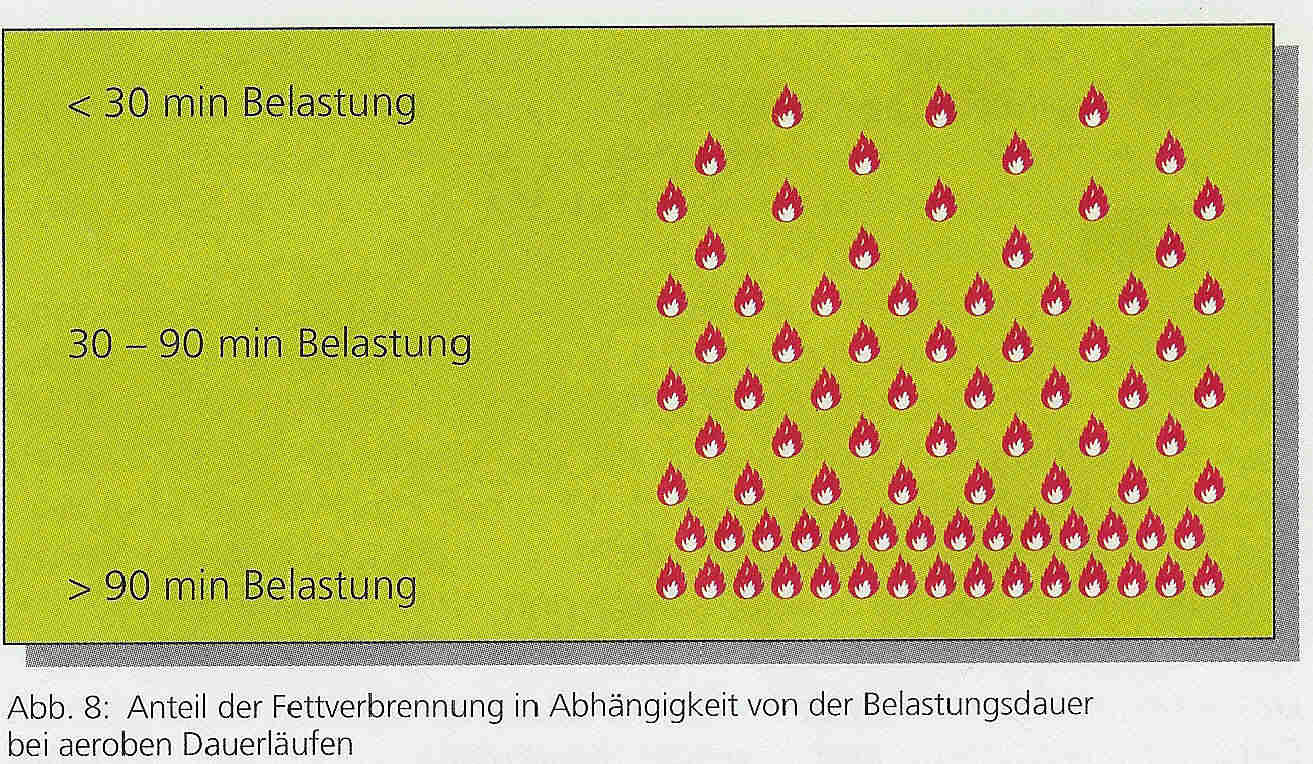 < 30 min Belastung
30 – 90 min Belastung
> 90 min Belastung
Abb. 8: Anteil der Fettverbrennung in Abhängigkeit von der Belastungsdauer
bei aeroben Dauerläufen